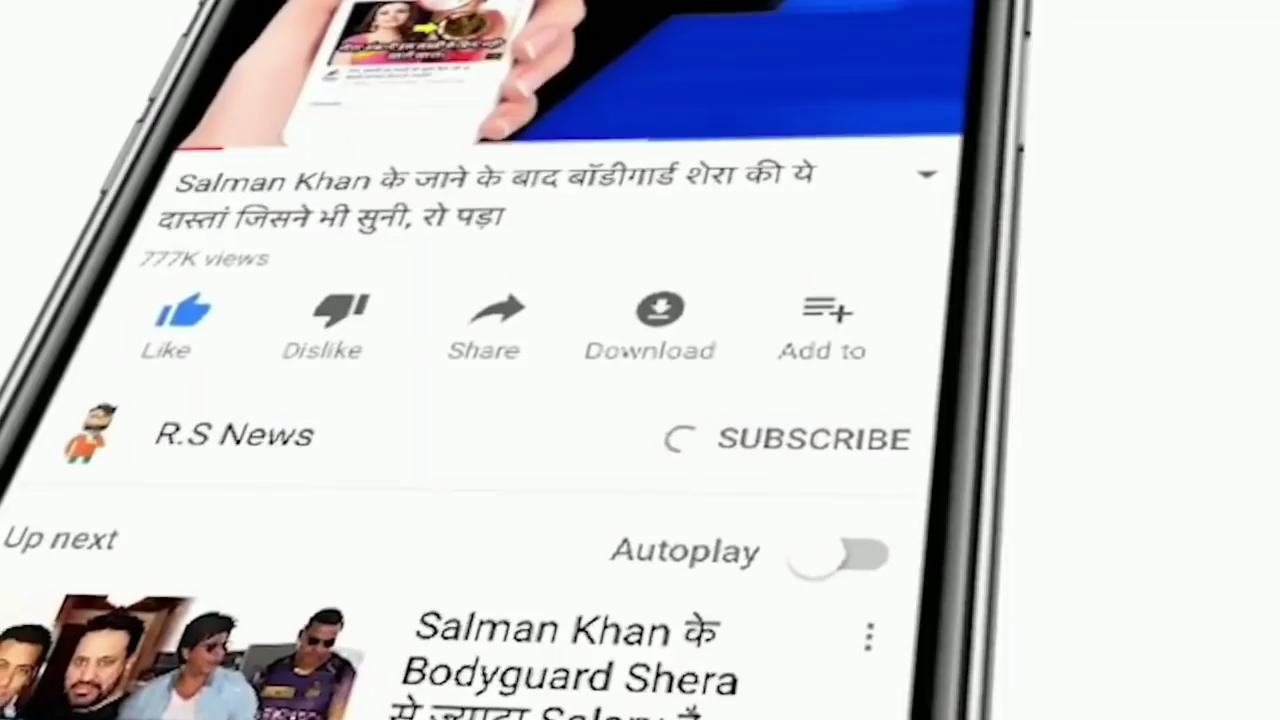 Salman Khan के जाने के बाद बॉडीगार्ड शेरा की ये
दास्तां जिसने भी सुनी, रो पड़ा
777K views
Like
Dislike
Share
Download
Add to
R.S News
SUBSCRIBE
Up next
Autoplay
Salman Khan के
Bodyguard Shera
से ज्यादा Salary है